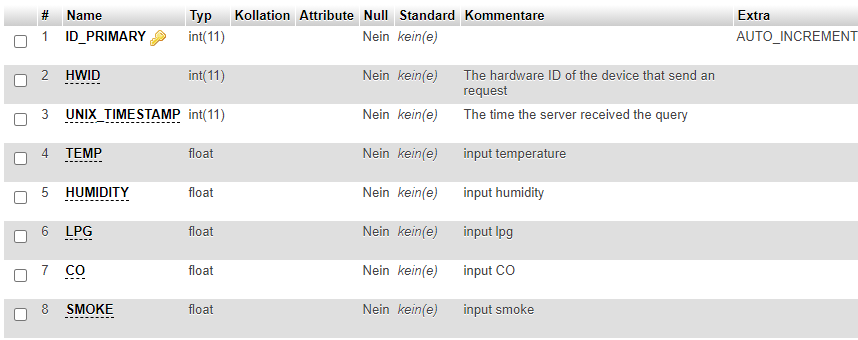 # Name Typ Kollation Attribute Null Standard Kommentare Extra
1 ID_PRIMARY int(11) Nein kein(e) AUTO_INCREMENT
2 HWID int(11) Nein kein(e) The hardware ID of the device that send an
request
3 UNIX_TIMESTAMP int(11) Nein kein(e) The time the server received the query
4 TEMP float Nein kein(e) input temperature
5 HUMIDITY float Nein kein(e) input humidity
6 LPG float Nein kein(e) input lpg
7 CO float Nein kein(e) input CO
8 SMOKE float Nein kein(e) input smoke